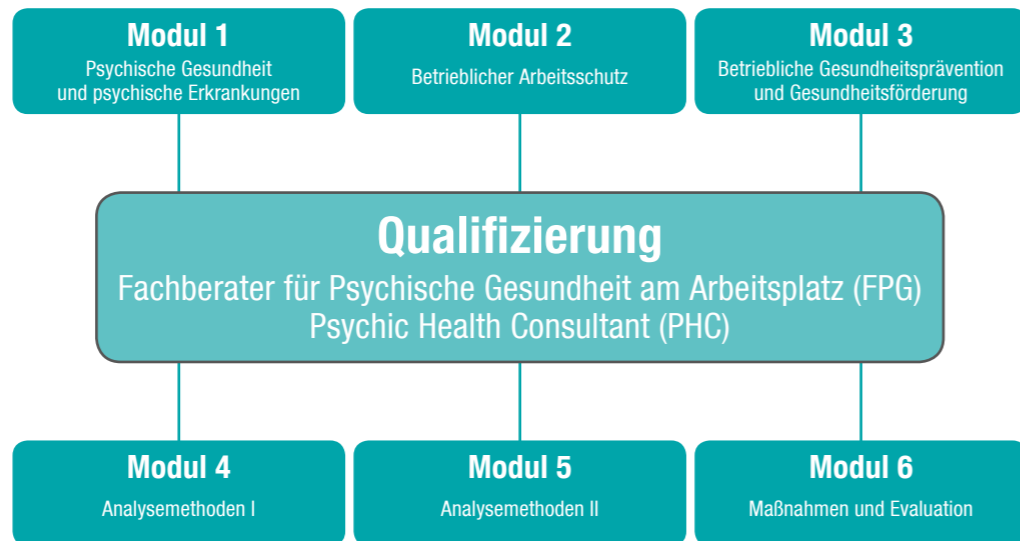 Modul 1
Psychische Gesundheit
und psychische Erkrankungen
Modul 2
Betrieblicher Arbeitsschutz
Modul 3
Betriebliche Gesundheitsprävention
und Gesundheitsförderung
Qualifizierung
Fachberater für Psychische Gesundheit am Arbeitsplatz (FPG)
Psychic Health Consultant (PHC)
Modul 4
Analysemethoden I
Modul 5
Analysemethoden II
Modul 6
Maßnahmen und Evaluation